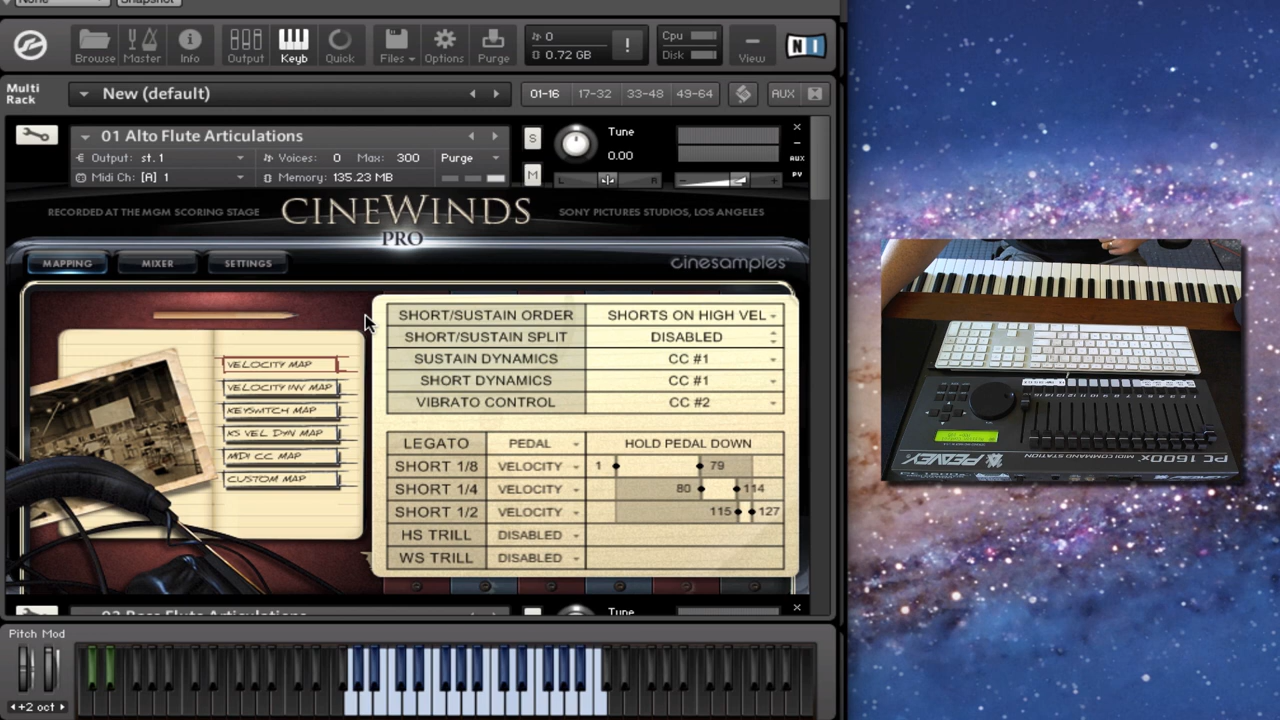 None Snapshot
Browse Master Info Output Keyb Quick Files Options Purge 0 0.72 GB ! Cpu Disk View NI
Multi Rack New (default) 01-16 17-32 33-48 49-64 AUX
01 Alto Flute Articulations S Tune 0.00
Output: st. 1 Voices: 0 Max: 300 Purge AUX
Midi Ch: [A] 1 Memory: 135.23 MB M L R PV
RECORDED AT THE MGM SCORING STAGE CINEWINDS SONY PICTURES STUDIOS, LOS ANGELES
PRO
MAPPING MIXER SETTINGS cinesamples
VELOCITY MAP
VELOCITY INV MAP
KEYSWITCH MAP
KS VEL DYN MAP
MIDI CC MAP
CUSTOM MAP
SHORT/SUSTAIN ORDER SHORTS ON HIGH VEL
SHORT/SUSTAIN SPLIT DISABLED
SUSTAIN DYNAMICS CC #1
SHORT DYNAMICS CC #1
VIBRATO CONTROL CC #2
LEGATO PEDAL HOLD PEDAL DOWN
SHORT 1/8 VELOCITY 1 79
SHORT 1/4 VELOCITY 80 114
SHORT 1/2 VELOCITY 115 127
HS TRILL DISABLED
WS TRILL DISABLED
Tune
Pitch Mod
+2 oct
PC 1600x MIDI COMMAND STATION PEAVEY